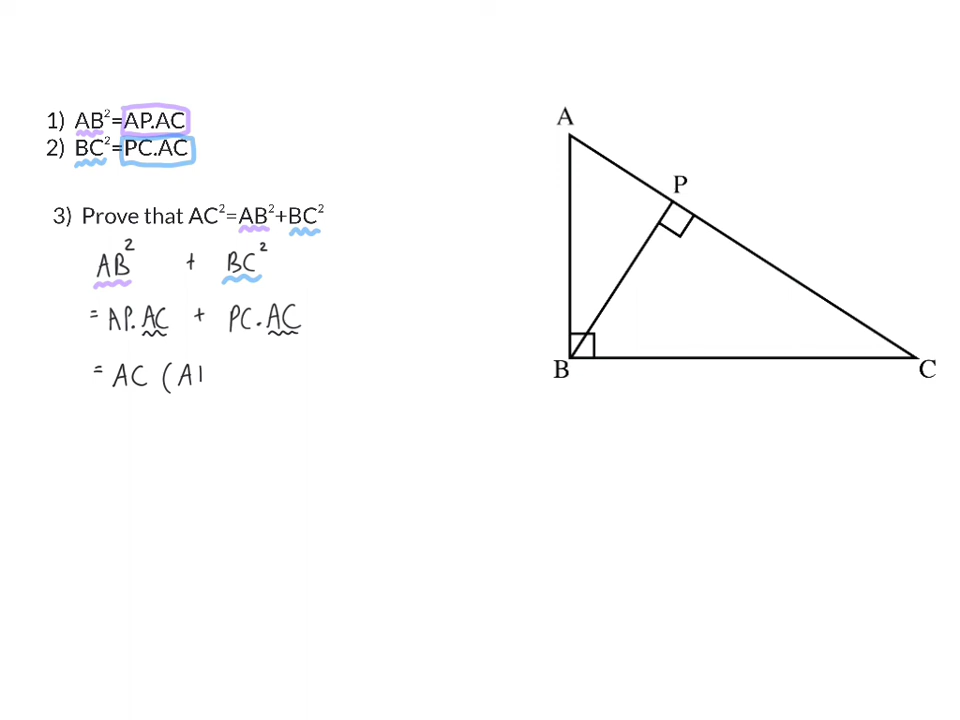 1) AB²=AP.AC
2) BC²=PC.AC
3) Prove that AC²=AB²+BC²
AB² + BC²
= AP.AC + PC.AC
= AC (A
A
P
B
C